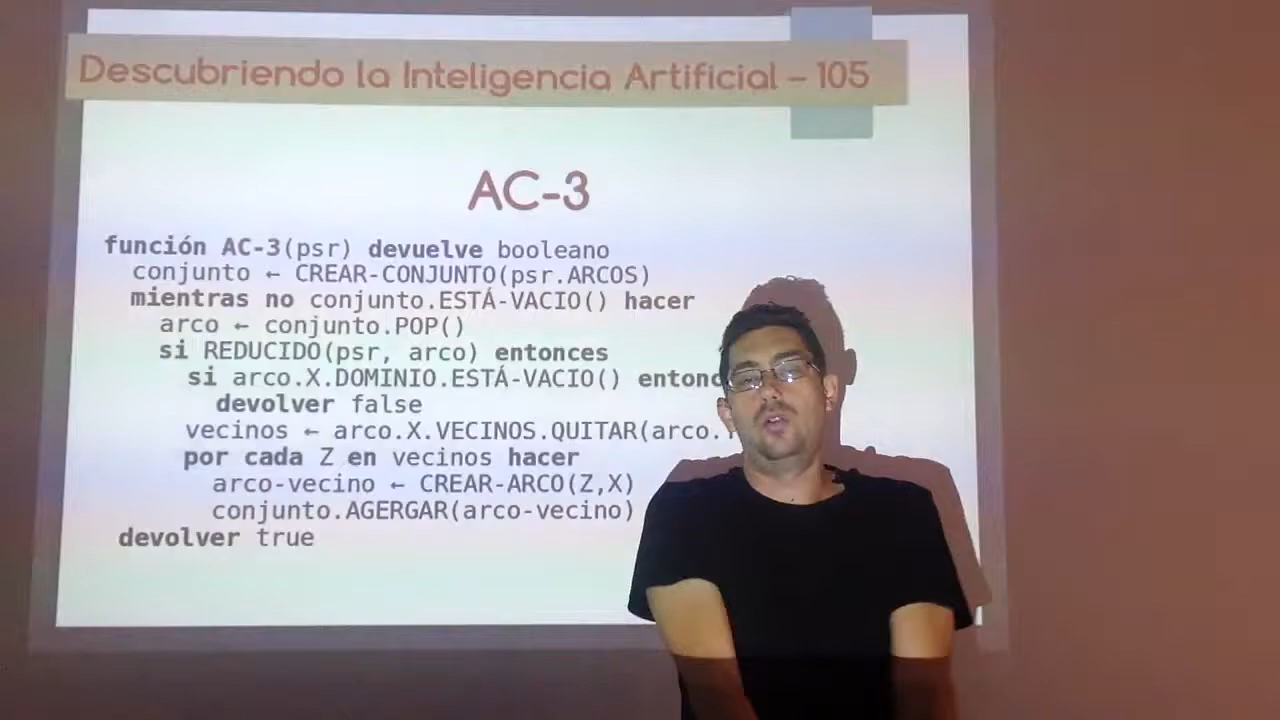 Descubriendo la Inteligencia Artificial – 105
AC-3
función AC-3(psr) devuelve booleano
conjunto ← CREAR-CONJUNTO(psr.ARCOS)
mientras no conjunto.ESTÁ-VACIO() hacer
arco ← conjunto.POP()
si REDUCIDO(psr, arco) entonces
si arco.X.DOMINIO.ESTÁ-VACIO()
devolver false
vecinos ← arco.X.VECINOS.QUITAR(arco.
por cada Z en vecinos hacer
arco-vecino ← CREAR-ARCO(Z,X)
conjunto.AGERGAR(arco-vecino)
devolver true